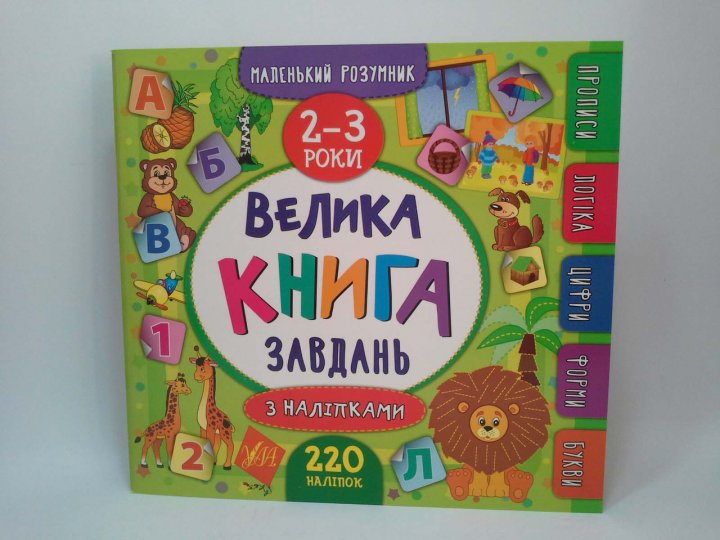 МАЛЕНЬКИЙ РОЗУМНИК
2–3
РОКИ
ВЕЛИКА
КНИГА
ЗАВДАНЬ
З НАЛІПКАМИ
220
НАЛІПОК
ПРОПИСИ
ЛОГІКА
ЦИФРИ
ФОРМИ
БУКВИ
А
Б
В
1
2
УЛА
Л